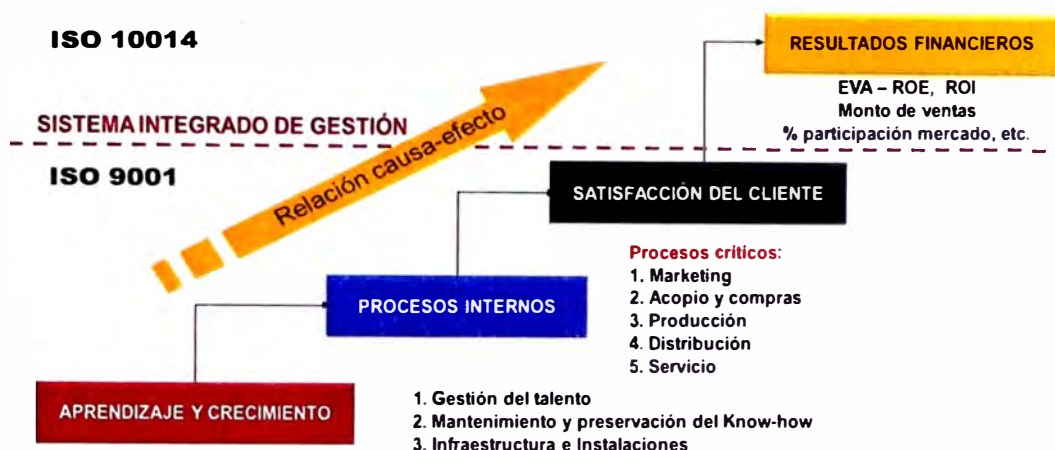 ISO 10014
RESULTADOS FINANCIEROS
EVA – ROE, ROI
Monto de ventas
% participación mercado, etc.
SISTEMA INTEGRADO DE GESTIÓN
ISO 9001
Relación causa-efecto
SATISFACCIÓN DEL CLIENTE
Procesos críticos:
1. Marketing
2. Acopio y compras
3. Producción
4. Distribución
5. Servicio
PROCESOS INTERNOS
APRENDIZAJE Y CRECIMIENTO
1. Gestión del talento
2. Mantenimiento y preservación del Know-how
3. Infraestructura e Instalaciones